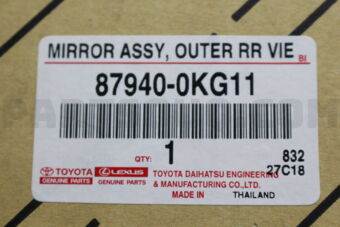 MIRROR ASSY, OUTER RR VIE BI
87940-0KG11
QTY: 1 832
27C18
TOYOTA LEXUS TOYOTA DAIHATSU ENGINEERING
GENUINE PARTS GENUINE PARTS & MANUFACTURING CO., LTD.
MADE IN THAILAND